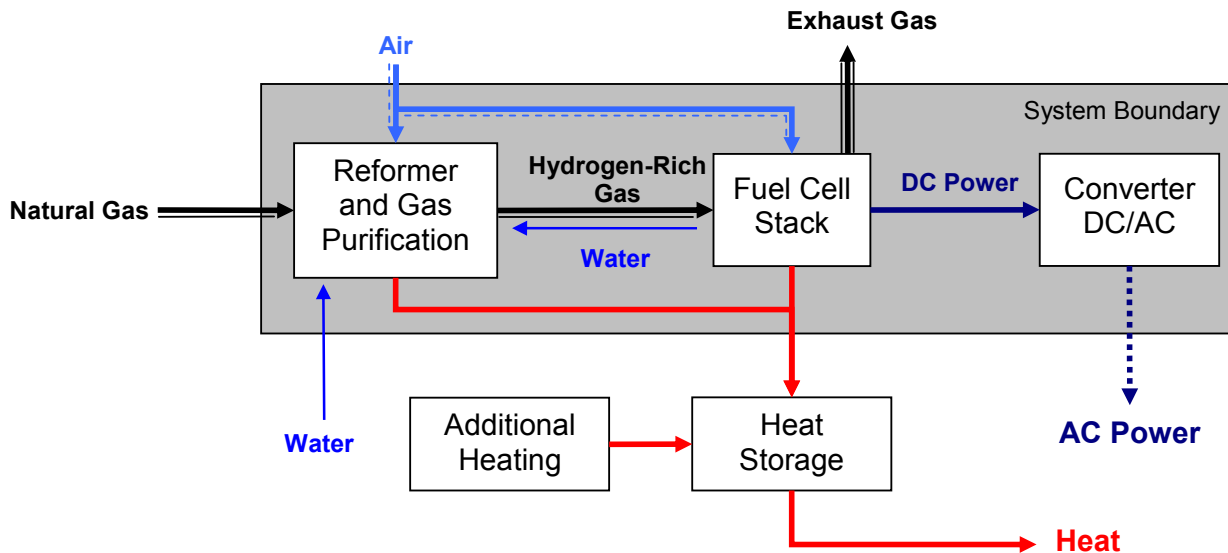 Exhaust Gas
Air
System Boundary
Reformer
and Gas
Purification
Hydrogen-Rich
Gas
Fuel Cell
Stack
DC Power
Converter
DC/AC
Natural Gas
Water
Water
Additional
Heating
Heat
Storage
AC Power
Heat